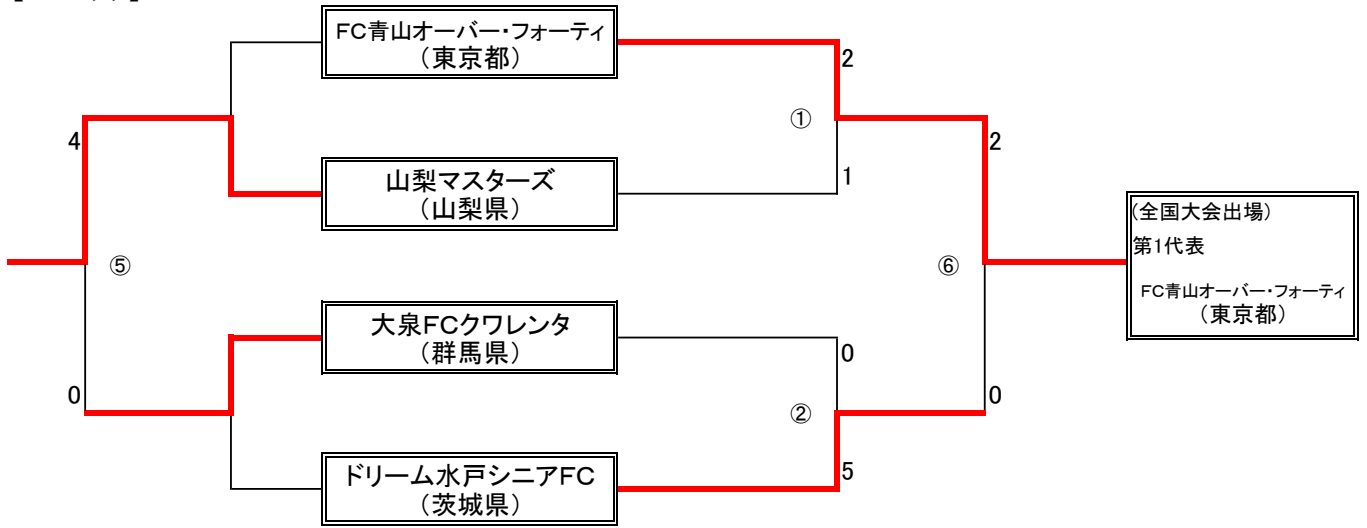 FC青山オーバー・フォーティ
（東京都）
2
①
4
2
山梨マスターズ
（山梨県）
1
(全国大会出場)
第1代表
⑤
⑥
FC青山オーバー・フォーティ
（東京都）
大泉FCクワレンタ
（群馬県）
0
0
②
0
ドリーム水戸シニアFC
（茨城県）
5